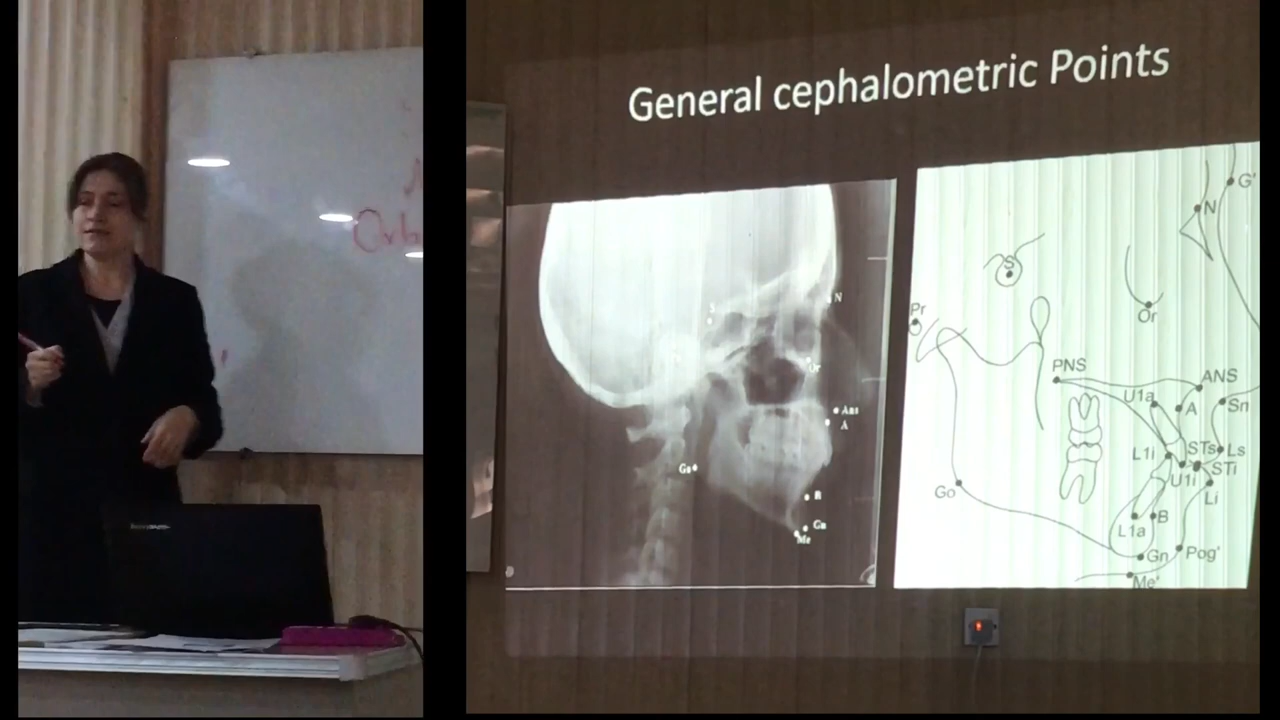 General cephalometric Points
S
N
Or
Ans
A
Go
B
Gn
Me
G'
N
S
Or
Pr
PNS
ANS
U1a
A
Sn
L1i
STs
Ls
U1i
STi
Li
Go
L1a
B
Gn
Pog'
Me'